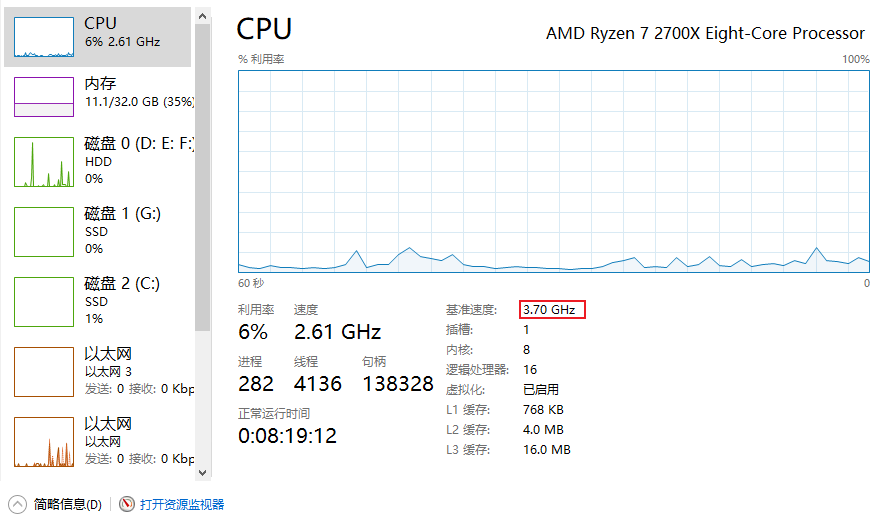 CPU
6% 2.61 GHz
内存
11.1/32.0 GB (35%)
磁盘 0 (D: E: F:)
HDD
0%
磁盘 1 (G:)
SSD
0%
磁盘 2 (C:)
SSD
1%
以太网
以太网 3
发送: 0 接收: 0 Kbp
以太网
以太网
发送: 0 接收: 0 Kbp
CPU
AMD Ryzen 7 2700X Eight-Core Processor
% 利用率
100%
60 秒
0
利用率
速度
6%
2.61 GHz
进程
线程
句柄
282
4136
138328
正常运行时间
0:08:19:12
基准速度:
3.70 GHz
插槽:
1
内核:
8
逻辑处理器:
16
虚拟化:
已启用
L1 缓存:
768 KB
L2 缓存:
4.0 MB
L3 缓存:
16.0 MB
简略信息(D)
打开资源监视器